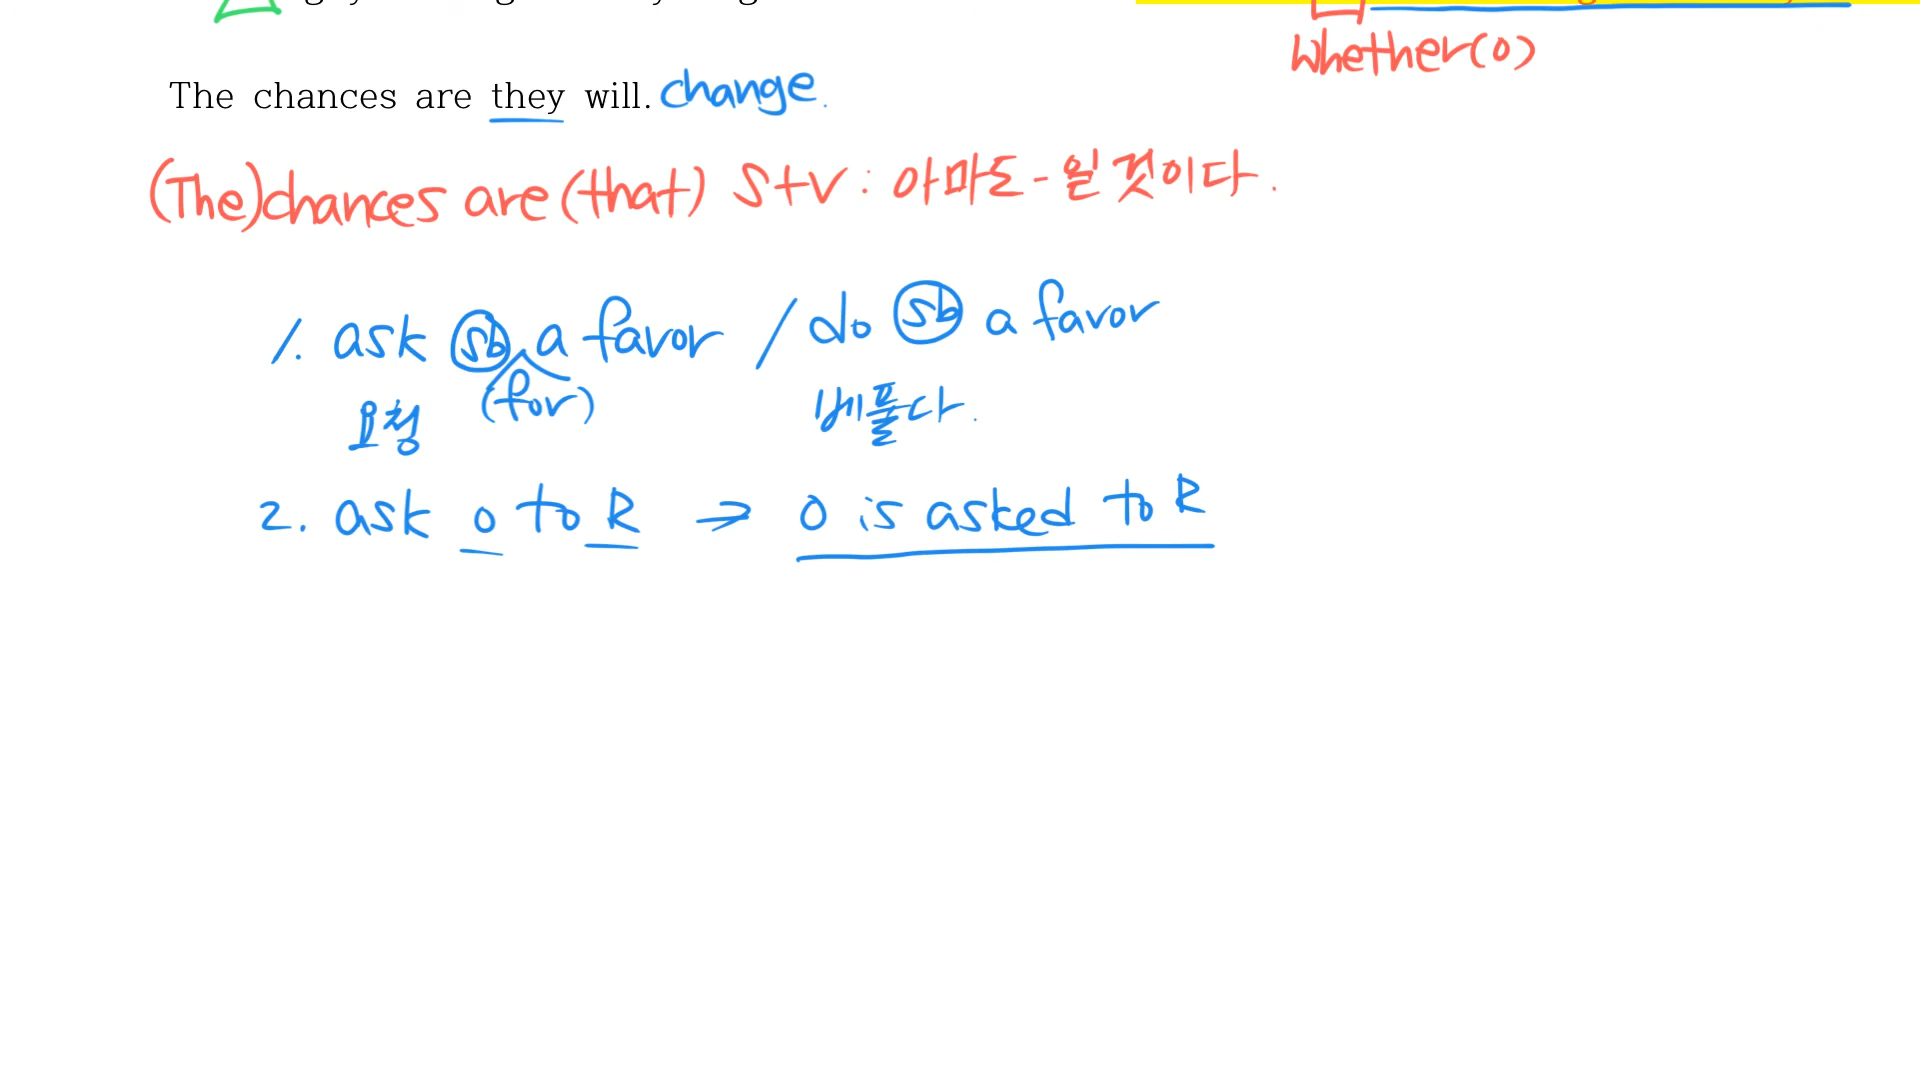 Whether(o)
The chances are they will. change.
(The)chances are (that) S+V : 아마도-일 것이다.
1. ask sb a favor / do sb a favor
(for)
요청 베풀다.
2. ask o to R → O is asked to R